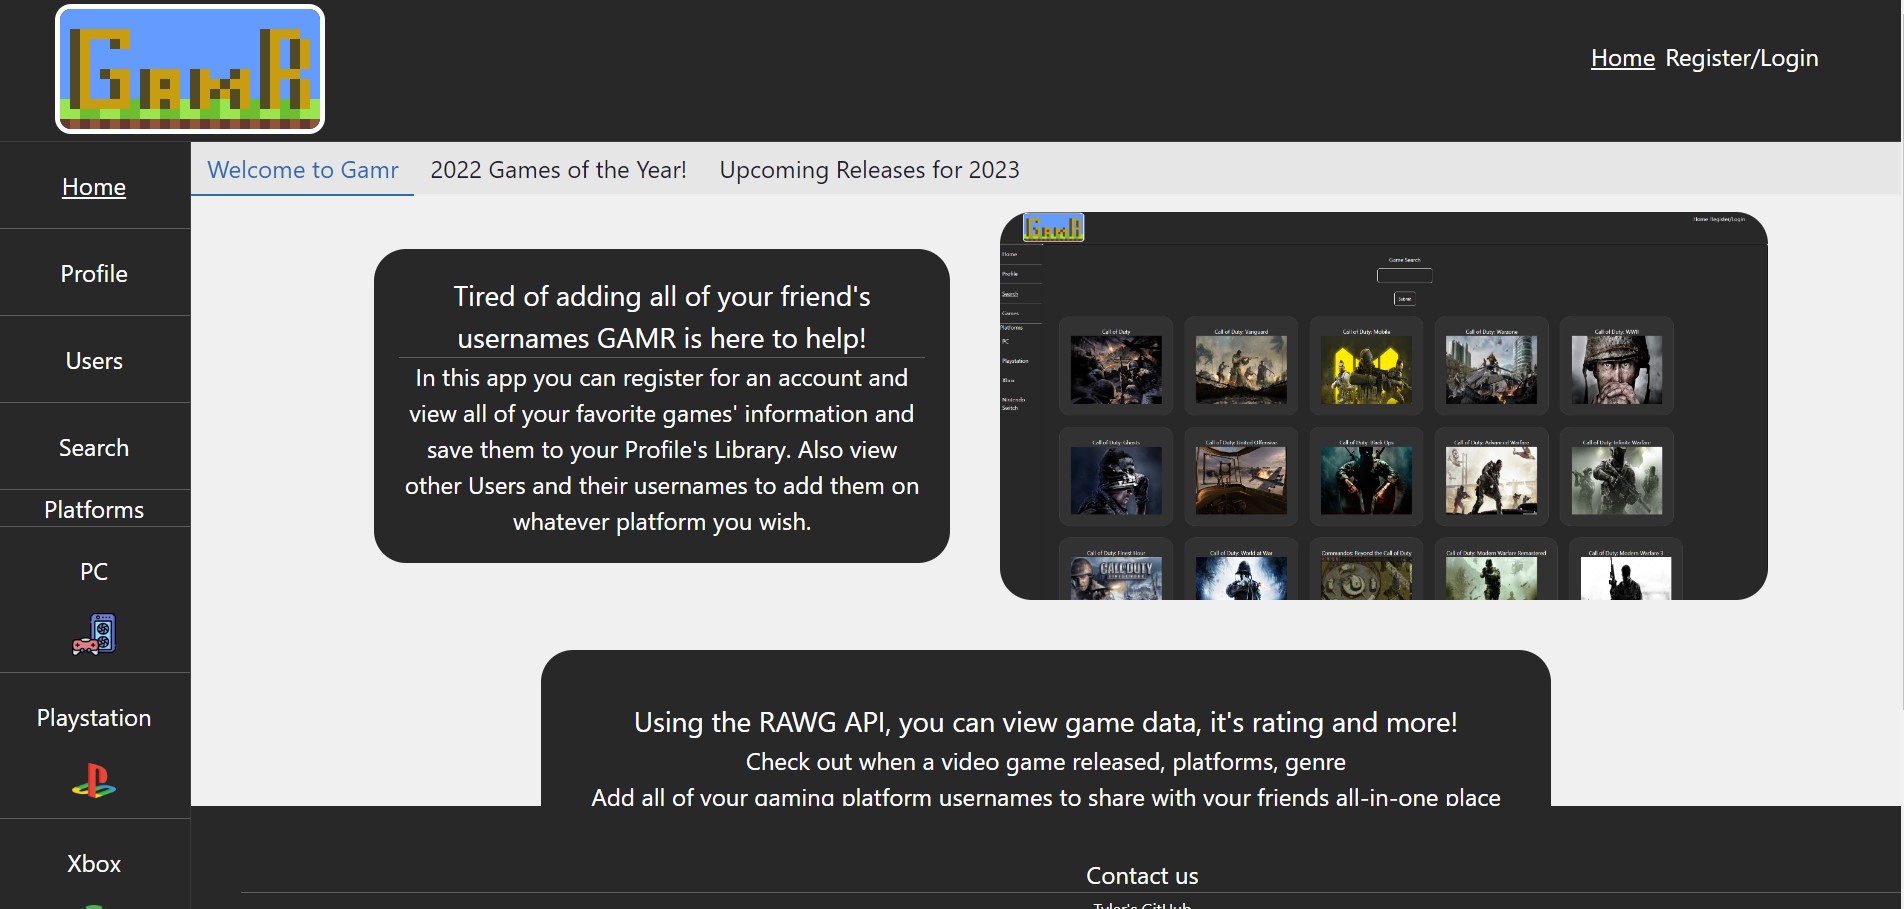 GamR
Home Register/Login
Home
Profile
Users
Search
Platforms
PC
Playstation
Xbox
Welcome to Gamr
2022 Games of the Year!
Upcoming Releases for 2023
Tired of adding all of your friend's
usernames GAMR is here to help!
In this app you can register for an account and
view all of your favorite games' information and
save them to your Profile's Library. Also view
other Users and their usernames to add them on
whatever platform you wish.
GamR
Home Register/Login
Home
Profile
Search
Games
Platforms
PC
Playstation
Xbox
Nintendo
Switch
Game Search
Submit
Call of Duty
Call of Duty: Vanguard
Call of Duty: Mobile
Call of Duty: Warzone
Call of Duty: WWII
Call of Duty: Ghosts
Call of Duty: United Offensive
Call of Duty: Black Ops
Call of Duty: Advanced Warfare
Call of Duty: Infinite Warfare
Call of Duty: Finest Hour
CALL OF DUTY
FINEST HOUR
Call of Duty: World at War
Commandos: Beyond the Call of Duty
Call of Duty: Modern Warfare Remastered
Call of Duty: Modern Warfare 3
Using the RAWG API, you can view game data, it's rating and more!
Check out when a video game released, platforms, genre
Add all of your gaming platform usernames to share with your friends all-in-one place
Contact us
Tyler's GitHub